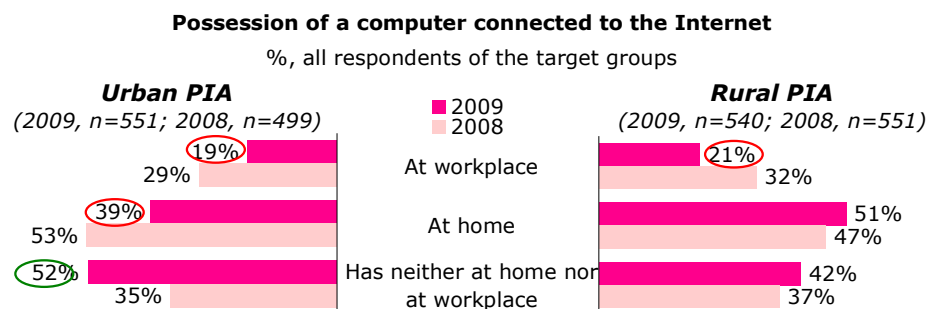 Possession of a computer connected to the Internet
%, all respondents of the target groups
Urban PIA
(2009, n=551; 2008, n=499)
2009
2008
Rural PIA
(2009, n=540; 2008, n=551)
19%
29%
At workplace
21%
32%
39%
53%
At home
51%
47%
52%
35%
Has neither at home nor
at workplace
42%
37%